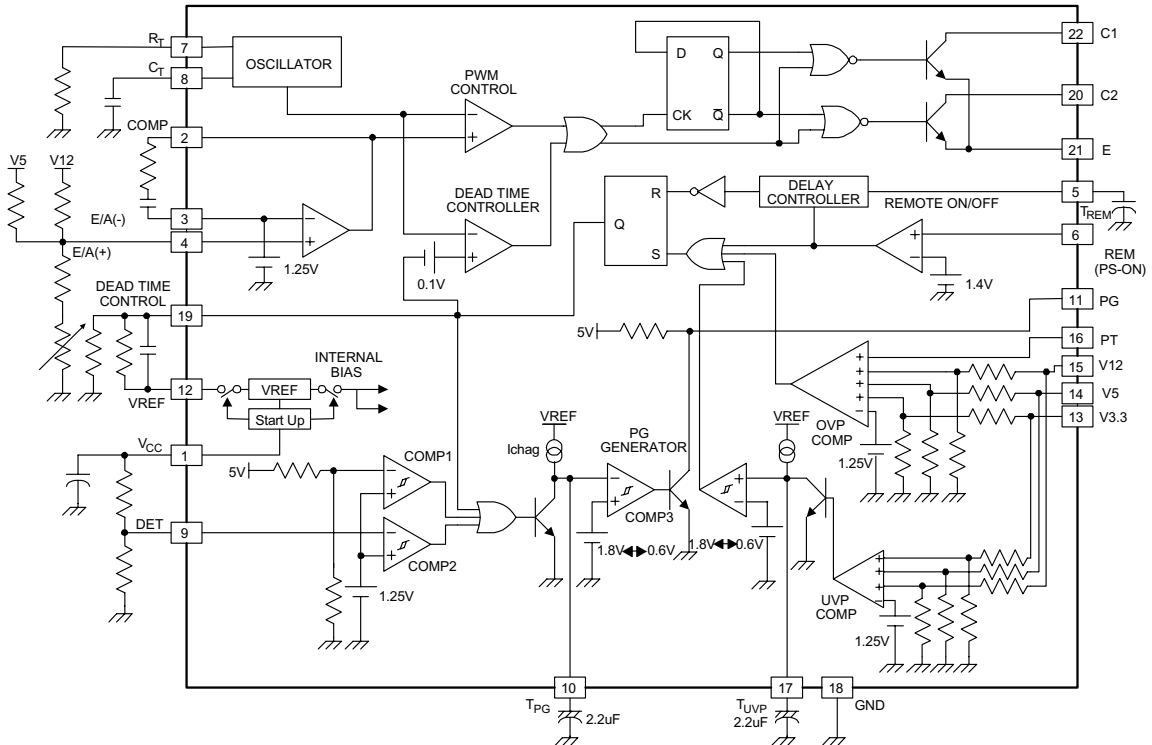 R_T
7
OSCILLATOR
C_T
8
COMP
2
PWM
CONTROL
D
Q
CK
Q̅
22
C1
20
C2
21
E
V5
V12
3
E/A(-)
4
E/A(+)
1.25V
DEAD TIME
CONTROLLER
0.1V
R
Q
S
DELAY
CONTROLLER
REMOTE ON/OFF
5
T_REM
6
REM
(PS-ON)
1.4V
DEAD TIME
CONTROL
19
12
VREF
VREF
Start Up
INTERNAL
BIAS
5V
11
PG
16
PT
15
V12
14
V5
13
V3.3
OVP
COMP
1.25V
V_CC
1
5V
COMP1
DET
9
COMP2
1.25V
VREF
Ichag
PG
GENERATOR
COMP3
1.8V
0.6V
VREF
1.8V
0.6V
UVP
COMP
1.25V
10
T_PG
2.2uF
17
T_UVP
2.2uF
18
GND